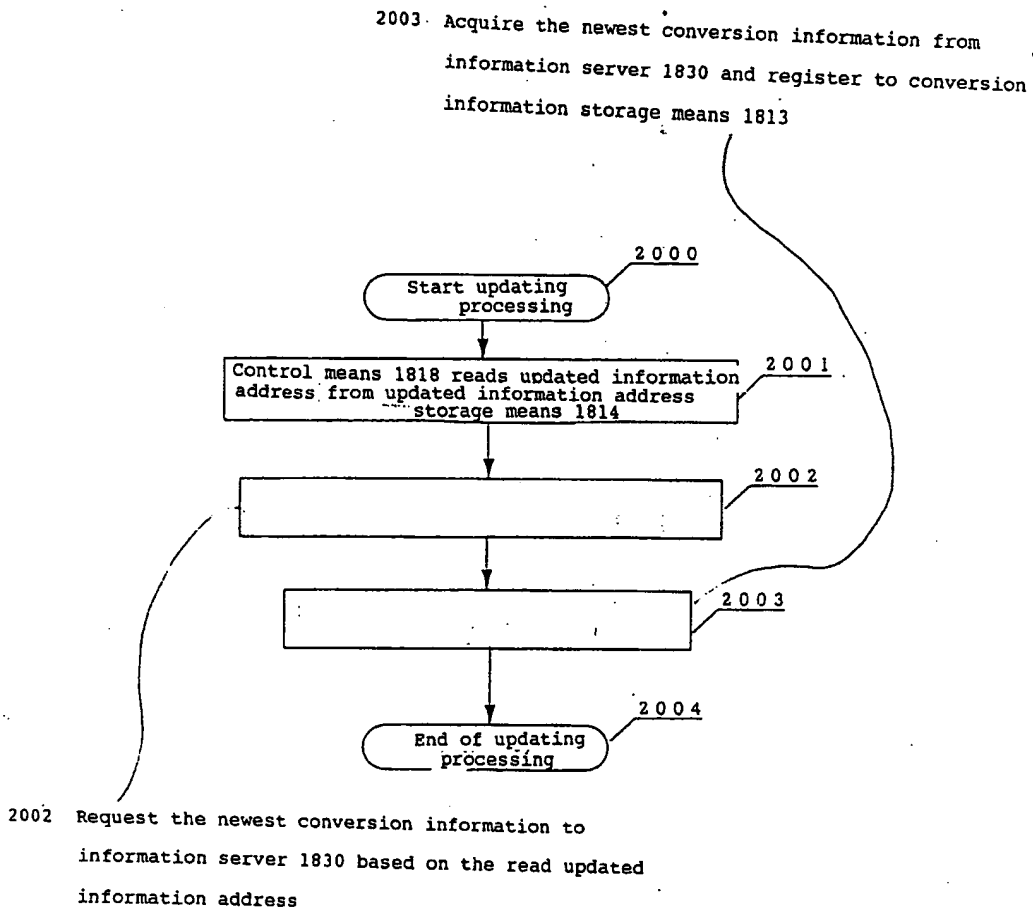 2003 Acquire the newest conversion information from
information server 1830 and register to conversion
information storage means 1813
2000
Start updating
processing
2001
Control means 1818 reads updated information
address from updated information address
storage means 1814
2002
2003
2004
End of updating
processing
2002 Request the newest conversion information to
information server 1830 based on the read updated
information address